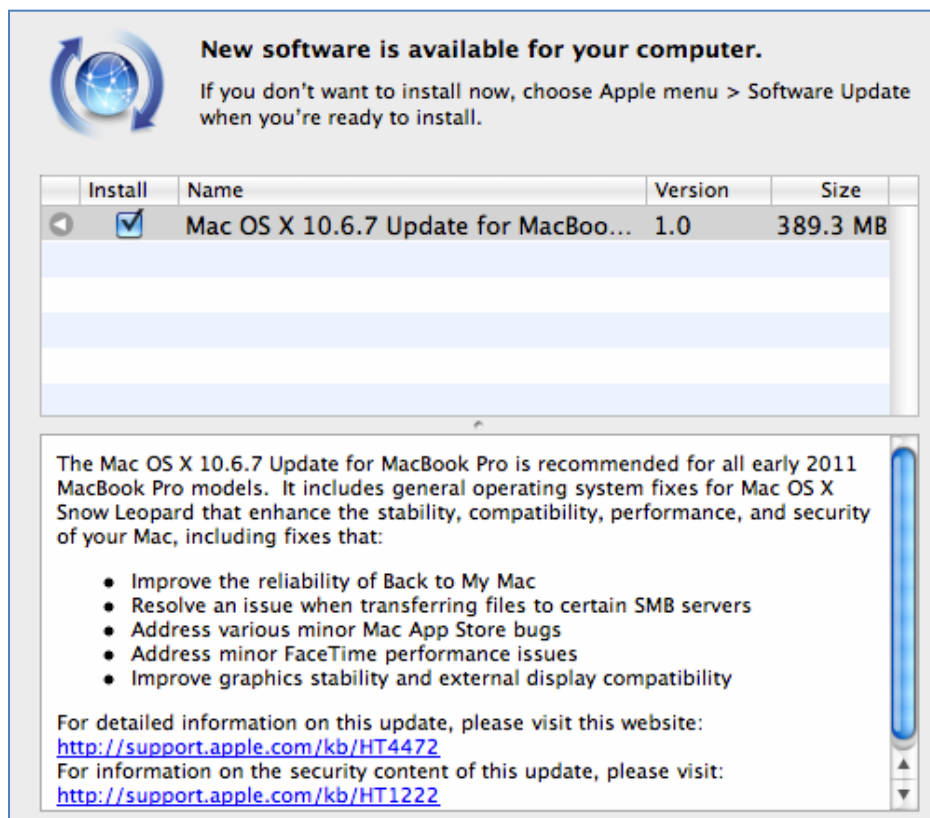 New software is available for your computer.
If you don't want to install now, choose Apple menu > Software Update
when you're ready to install.
Install Name Version Size
Mac OS X 10.6.7 Update for MacBoo... 1.0 389.3 MB
The Mac OS X 10.6.7 Update for MacBook Pro is recommended for all early 2011
MacBook Pro models.  It includes general operating system fixes for Mac OS X
Snow Leopard that enhance the stability, compatibility, performance, and security
of your Mac, including fixes that:
● Improve the reliability of Back to My Mac
● Resolve an issue when transferring files to certain SMB servers
● Address various minor Mac App Store bugs
● Address minor FaceTime performance issues
● Improve graphics stability and external display compatibility
For detailed information on this update, please visit this website:
http://support.apple.com/kb/HT4472
For information on the security content of this update, please visit:
http://support.apple.com/kb/HT1222